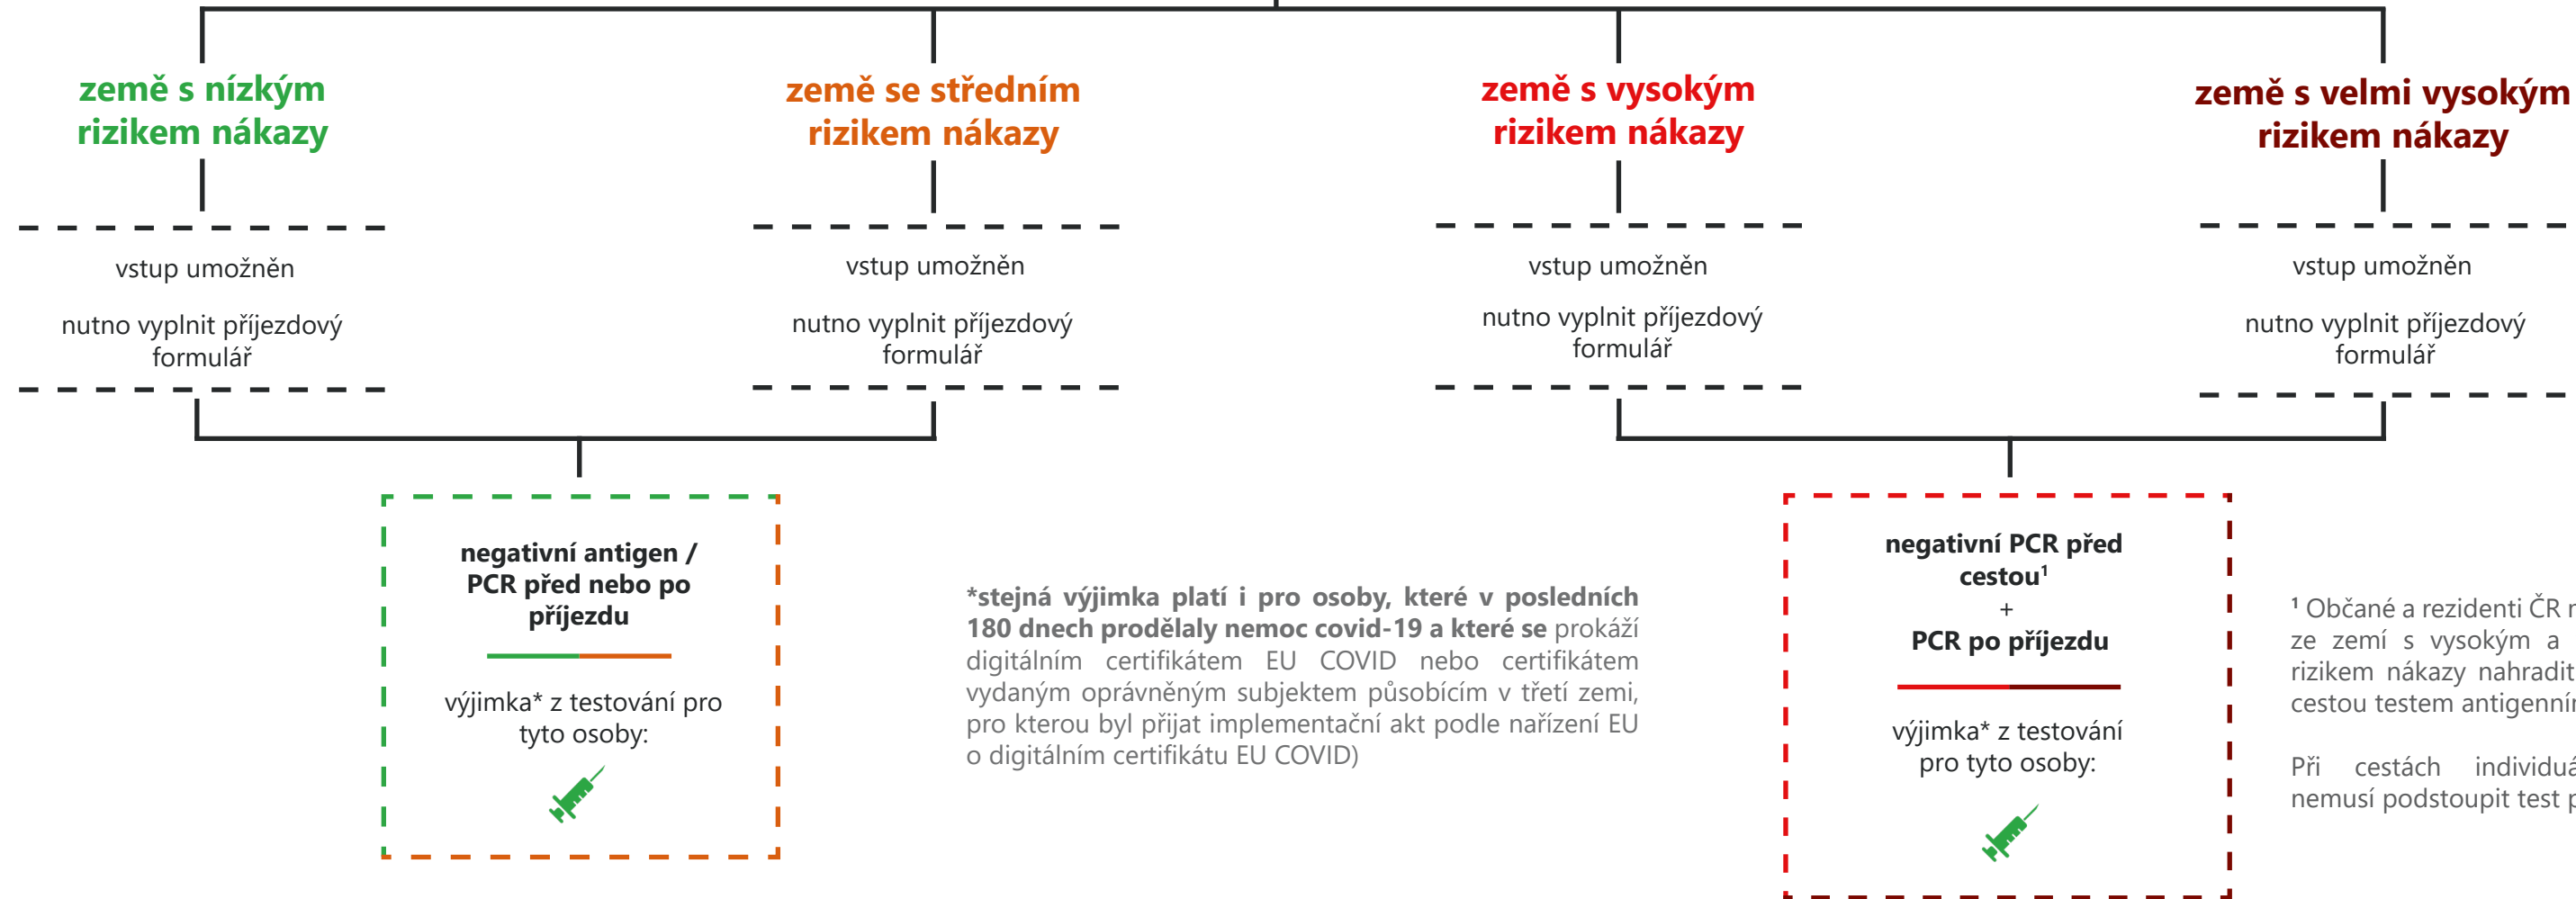 země s nízkým
rizikem nákazy
země se středním
rizikem nákazy
země s vysokým
rizikem nákazy
země s velmi vysokým
rizikem nákazy
vstup umožněn
nutno vyplnit příjezdový
formulář
vstup umožněn
nutno vyplnit příjezdový
formulář
vstup umožněn
nutno vyplnit příjezdový
formulář
vstup umožněn
nutno vyplnit příjezdový
formulář
negativní antigen /
PCR před nebo po
příjezdu
výjimka* z testování pro
tyto osoby:
*stejná výjimka platí i pro osoby, které v posledních
180 dnech prodělaly nemoc covid-19 a které se prokáží
digitálním certifikátem EU COVID nebo certifikátem
vydaným oprávněným subjektem působícím v třetí zemi,
pro kterou byl přijat implementační akt podle nařízení EU
o digitálním certifikátu EU COVID)
negativní PCR před
cestou¹
+
PCR po příjezdu
výjimka* z testování
pro tyto osoby:
¹ Občané a rezidenti ČR
ze zemí s vysokým a
rizikem nákazy nahradit
cestou testem
Při cestách
nemusí podstoupit test